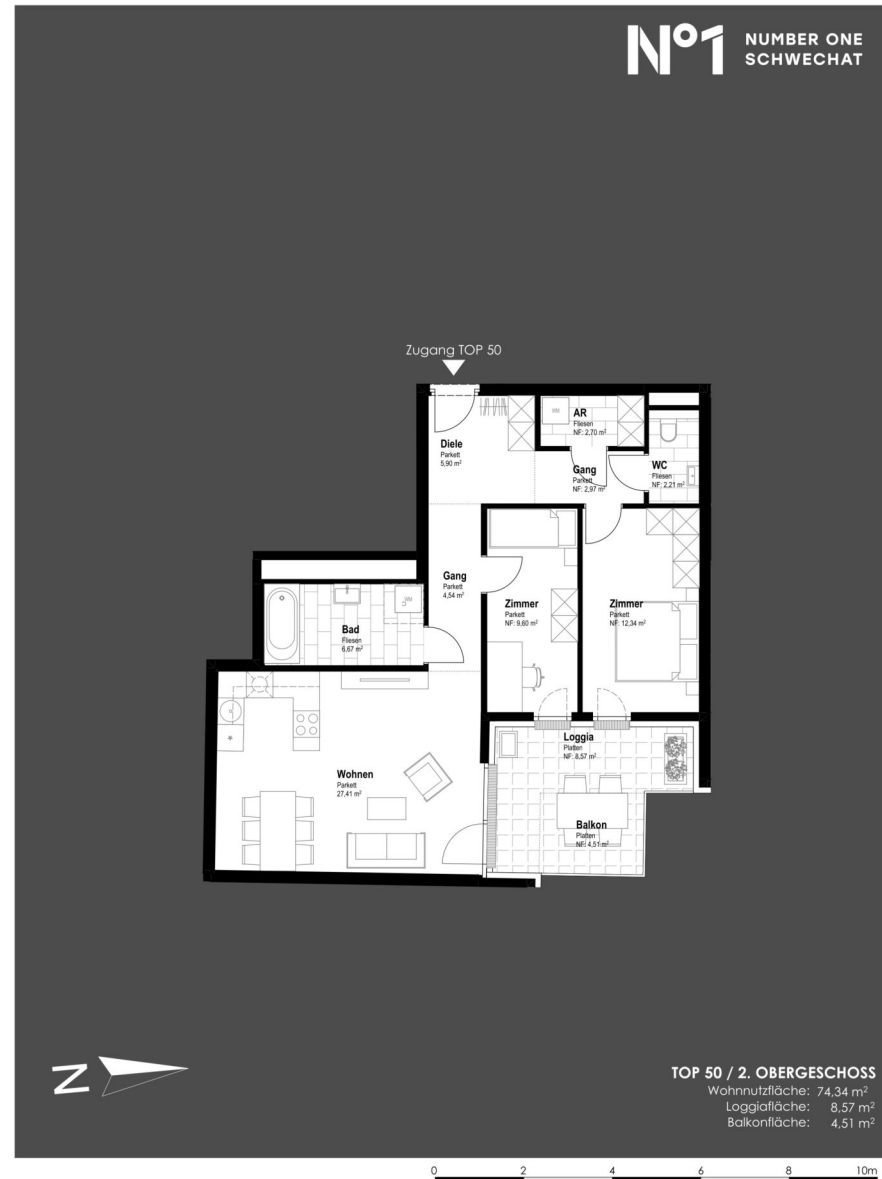 Nº1
NUMBER ONE
SCHWECHAT
Zugang TOP 50
AR
Fliesen
NF: 2,70 m²
Diele
Parkett
5,90 m²
Gang
Parkett
NF: 2,97 m²
WC
Fliesen
NF: 2,21 m²
Gang
Parkett
4,54 m²
Zimmer
Parkett
NF: 9,60 m²
Zimmer
Parkett
NF: 12,34 m²
WM
WM
Bad
Fliesen
6,67 m²
Wohnen
Parkett
27,41 m²
Loggia
Platten
NF: 8,57 m²
Balkon
Platten
NF: 4,51 m²
N
TOP 50 / 2. OBERGESCHOSS
Wohnnutzfläche: 74,34 m²
Loggiafläche: 8,57 m²
Balkonfläche: 4,51 m²
0 2 4 6 8 10m